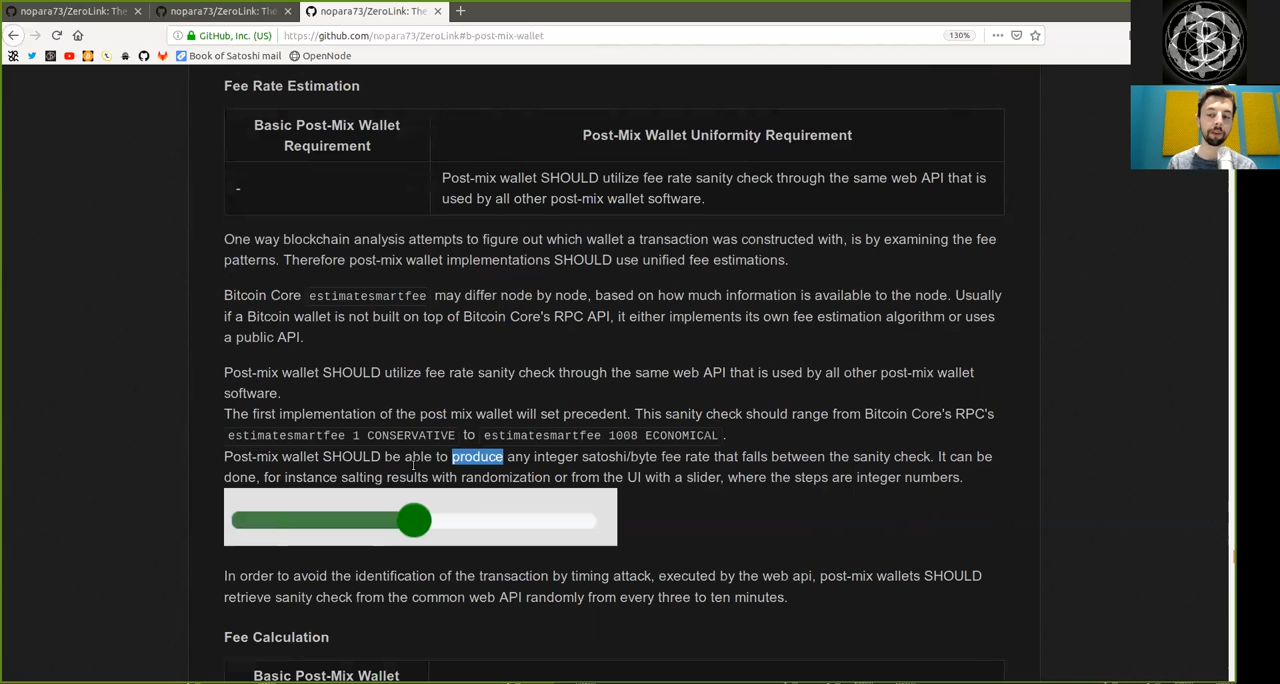 nopara73/ZeroLink: The
nopara73/ZeroLink: The
nopara73/ZeroLink: The
GitHub, Inc. (US)
https://github.com/nopara73/ZeroLink#b-post-mix-wallet
130%
Book of Satoshi mail
OpenNode
Fee Rate Estimation
Basic Post-Mix Wallet
Requirement
Post-Mix Wallet Uniformity Requirement
-
Post-mix wallet SHOULD utilize fee rate sanity check through the same web API that is
used by all other post-mix wallet software.
One way blockchain analysis attempts to figure out which wallet a transaction was constructed with, is by examining the fee
patterns. Therefore post-mix wallet implementations SHOULD use unified fee estimations.
Bitcoin Core estimatesmartfee may differ node by node, based on how much information is available to the node. Usually
if a Bitcoin wallet is not built on top of Bitcoin Core's RPC API, it either implements its own fee estimation algorithm or uses
a public API.
Post-mix wallet SHOULD utilize fee rate sanity check through the same web API that is used by all other post-mix wallet
software.
The first implementation of the post mix wallet will set precedent. This sanity check should range from Bitcoin Core's RPC's
estimatesmartfee 1 CONSERVATIVE to estimatesmartfee 1008 ECONOMICAL.
Post-mix wallet SHOULD be able to produce any integer satoshi/byte fee rate that falls between the sanity check. It can be
done, for instance salting results with randomization or from the UI with a slider, where the steps are integer numbers.
In order to avoid the identification of the transaction by timing attack, executed by the web api, post-mix wallets SHOULD
retrieve sanity check from the common web API randomly from every three to ten minutes.
Fee Calculation
Basic Post-Mix Wallet